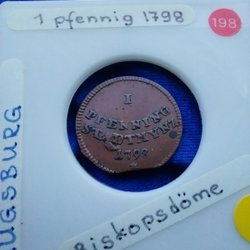 1 pfennig 1798
198
I
PFENNING
STADTMYNZ
1798
UGSBURG
Biskopsdöme